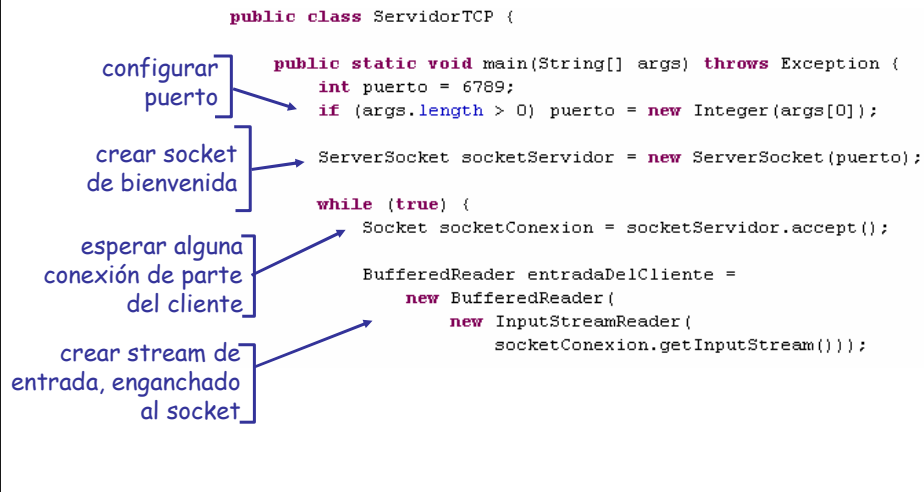 public class ServidorTCP {
public static void main(String[] args) throws Exception {
int puerto = 6789;
if (args.length > 0) puerto = new Integer(args[0]);
ServerSocket socketServidor = new ServerSocket(puerto);
while (true) {
Socket socketConexion = socketServidor.accept();
BufferedReader entradaDelCliente =
new BufferedReader(
new InputStreamReader(
socketConexion.getInputStream()));
configurar
puerto
crear socket
de bienvenida
esperar alguna
conexión de parte
del cliente
crear stream de
entrada, enganchado
al socket